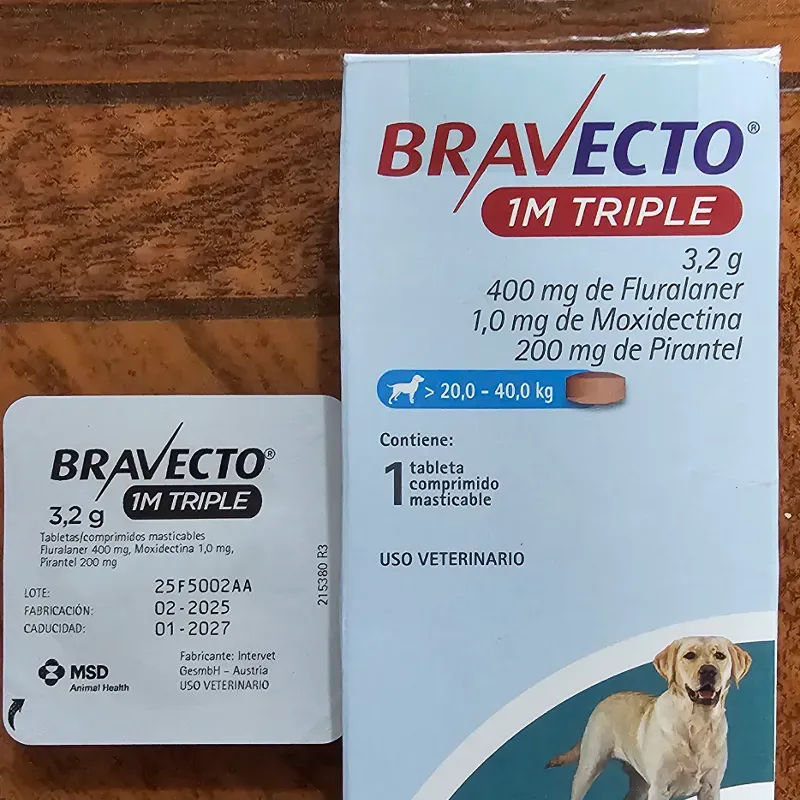 BRAVECTO®
1M TRIPLE
3,2 g
400 mg de Fluralaner
1,0 mg de Moxidectina
200 mg de Pirantel
> 20,0 - 40,0 kg
Contiene:
1 tableta
comprimido
masticable
USO VETERINARIO
BRAVECTO®
3,2 g 1M TRIPLE
Tabletas/comprimidos masticables
Fluralaner 400 mg, Moxidectina 1,0 mg,
Pirantel 200 mg
LOTE: 25F5002AA
FABRICACIÓN: 02-2025
CADUCIDAD: 01-2027
MSD
Animal Health
Fabricante: Intervet
GesmbH - Austria
USO VETERINARIO
215380 R3